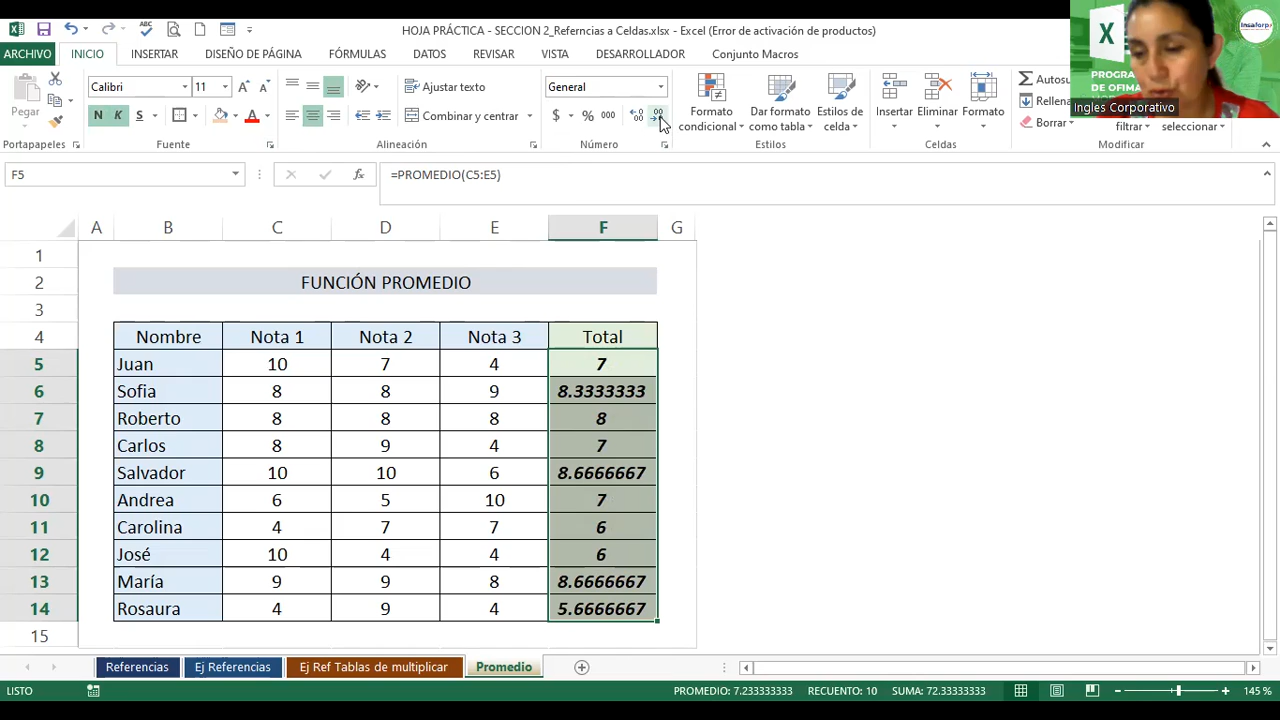 HOJA PRÁCTICA - SECCION 2_Referncias a Celdas.xlsx - Excel (Error de activación de productos)
ARCHIVO INICIO INSERTAR DISEÑO DE PÁGINA FÓRMULAS DATOS REVISAR VISTA DESARROLLADOR Conjunto Macros
Insaforp
PROGRA
DE OFIMA
Ingles Corporativo
Pegar
Calibri 11
N K S
Ajustar texto
Combinar y centrar
General
$ % 000
Formato condicional
Dar formato como tabla
Estilos de celda
Insertar
Eliminar
Formato
Autosu
Rellena
Borrar
filtrar
seleccionar
Portapapeles Fuente Alineación Número Estilos Celdas Modificar
F5 fx =PROMEDIO(C5:E5)
A B C D E F G
1
2 FUNCIÓN PROMEDIO
3
4 Nombre Nota 1 Nota 2 Nota 3 Total
5 Juan 10 7 4 7
6 Sofia 8 8 9 8.3333333
7 Roberto 8 8 8 8
8 Carlos 8 9 4 7
9 Salvador 10 10 6 8.6666667
10 Andrea 6 5 10 7
11 Carolina 4 7 7 6
12 José 10 4 4 6
13 María 9 9 8 8.6666667
14 Rosaura 4 9 4 5.6666667
15
Referencias Ej Referencias Ej Ref Tablas de multiplicar Promedio
LISTO PROMEDIO: 7.233333333 RECUENTO: 10 SUMA: 72.33333333 145 %